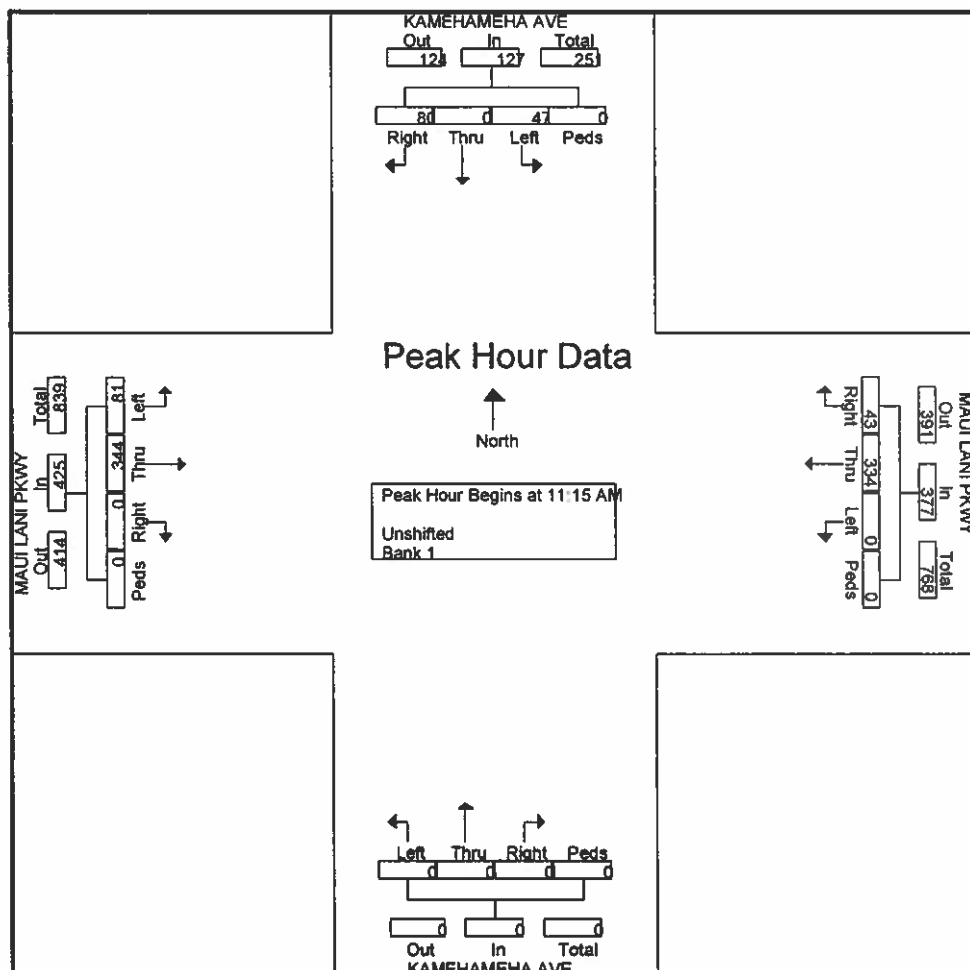 KAMEHAMEHA AVE
Out In Total
124 127 251
80 0 47 0
Right Thru Left Peds
Peak Hour Data
North
Peak Hour Begins at 11:15 AM
Unshifted
Bank 1
MAUI LANI PKWY
Out In Total
414 425 839
Left Thru Right Peds
81 344 0 0
MAUI LANI PKWY
Out In Total
391 377 768
Right Thru Left Peds
43 334 0 0
Left Thru Right Peds
0 0 0 0
0 0 0
Out In Total
KAMEHAMEHA AVE